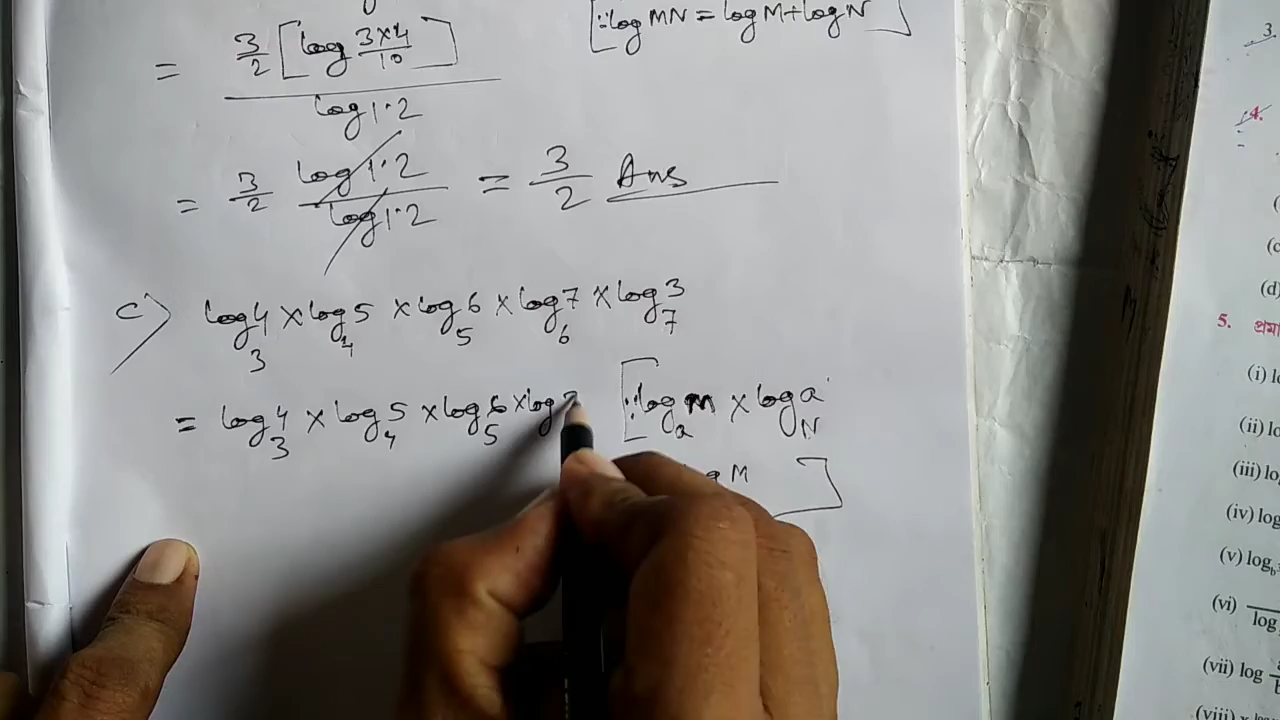 = 3/2 [log 3×4/10] / log 1·2
[∵ log MN = log M + log N]
= 3/2 log 1·2 / log 1·2 = 3/2 Ans
c) log₃4 × log₄5 × log₅6 × log₆7 × log₇3
= log₃4 × log₄5 × log₅6 × log
[∵ logₐM × log_N a
M ]
3.
4.
(d)
5.
(i) l
(ii) lo
(iii) lo
(iv) log
(v) log_b
(vi) log
(vii) log
(viii)